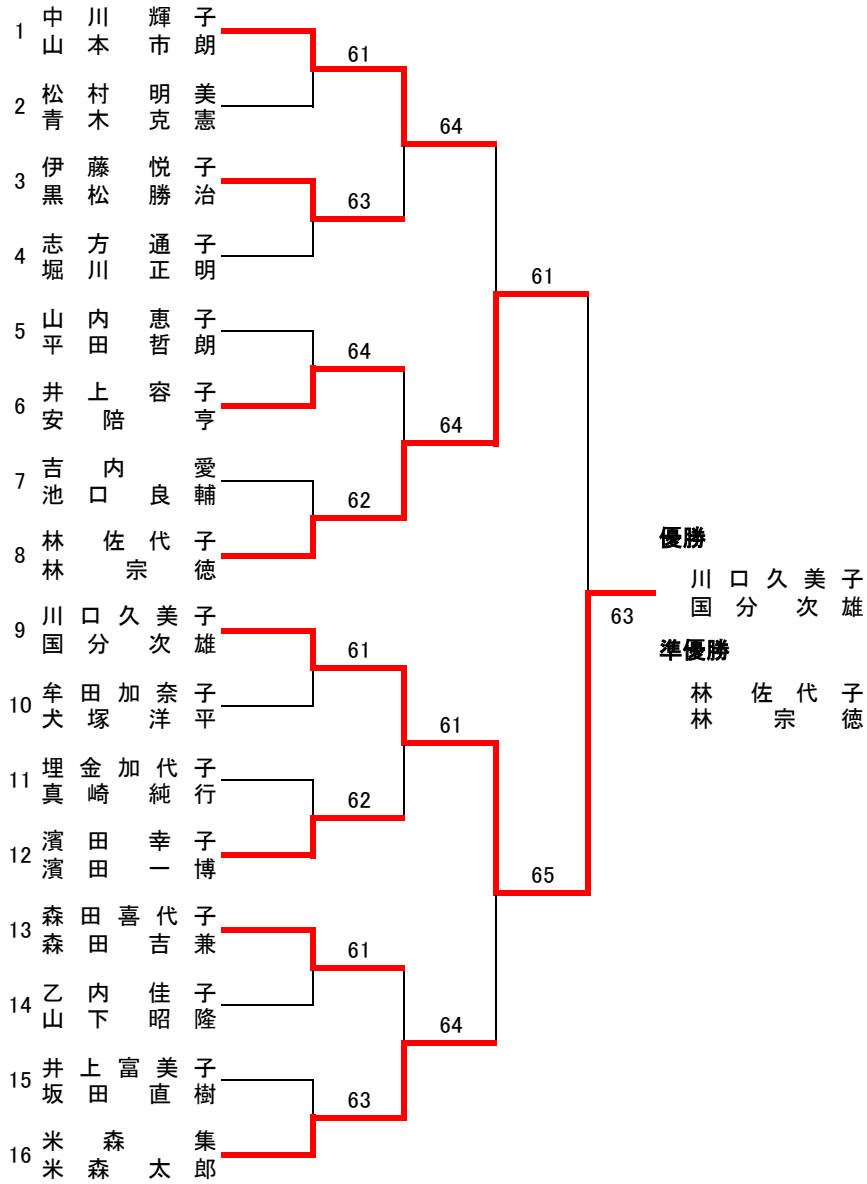 1 中川輝子
山本市朗
61
2 松村明美
青木克憲
64
3 伊藤悦子
黒松勝治
63
4 志方通子
堀川正明
61
5 山内恵子
平田哲朗
64
6 井上容子
安陪亨
64
7 吉内愛
池口良輔
62
8 林佐代子
林宗徳
優勝
川口久美子
国分次雄
63
準優勝
林佐代子
林宗徳
9 川口久美子
国分次雄
61
10 牟田加奈子
犬塚洋平
61
11 埋金加代子
真崎純行
62
12 濱田幸子
濱田一博
65
13 森田喜代子
森田吉兼
61
14 乙内佳子
山下昭隆
64
15 井上富美子
坂田直樹
63
16 米森集
米森太郎